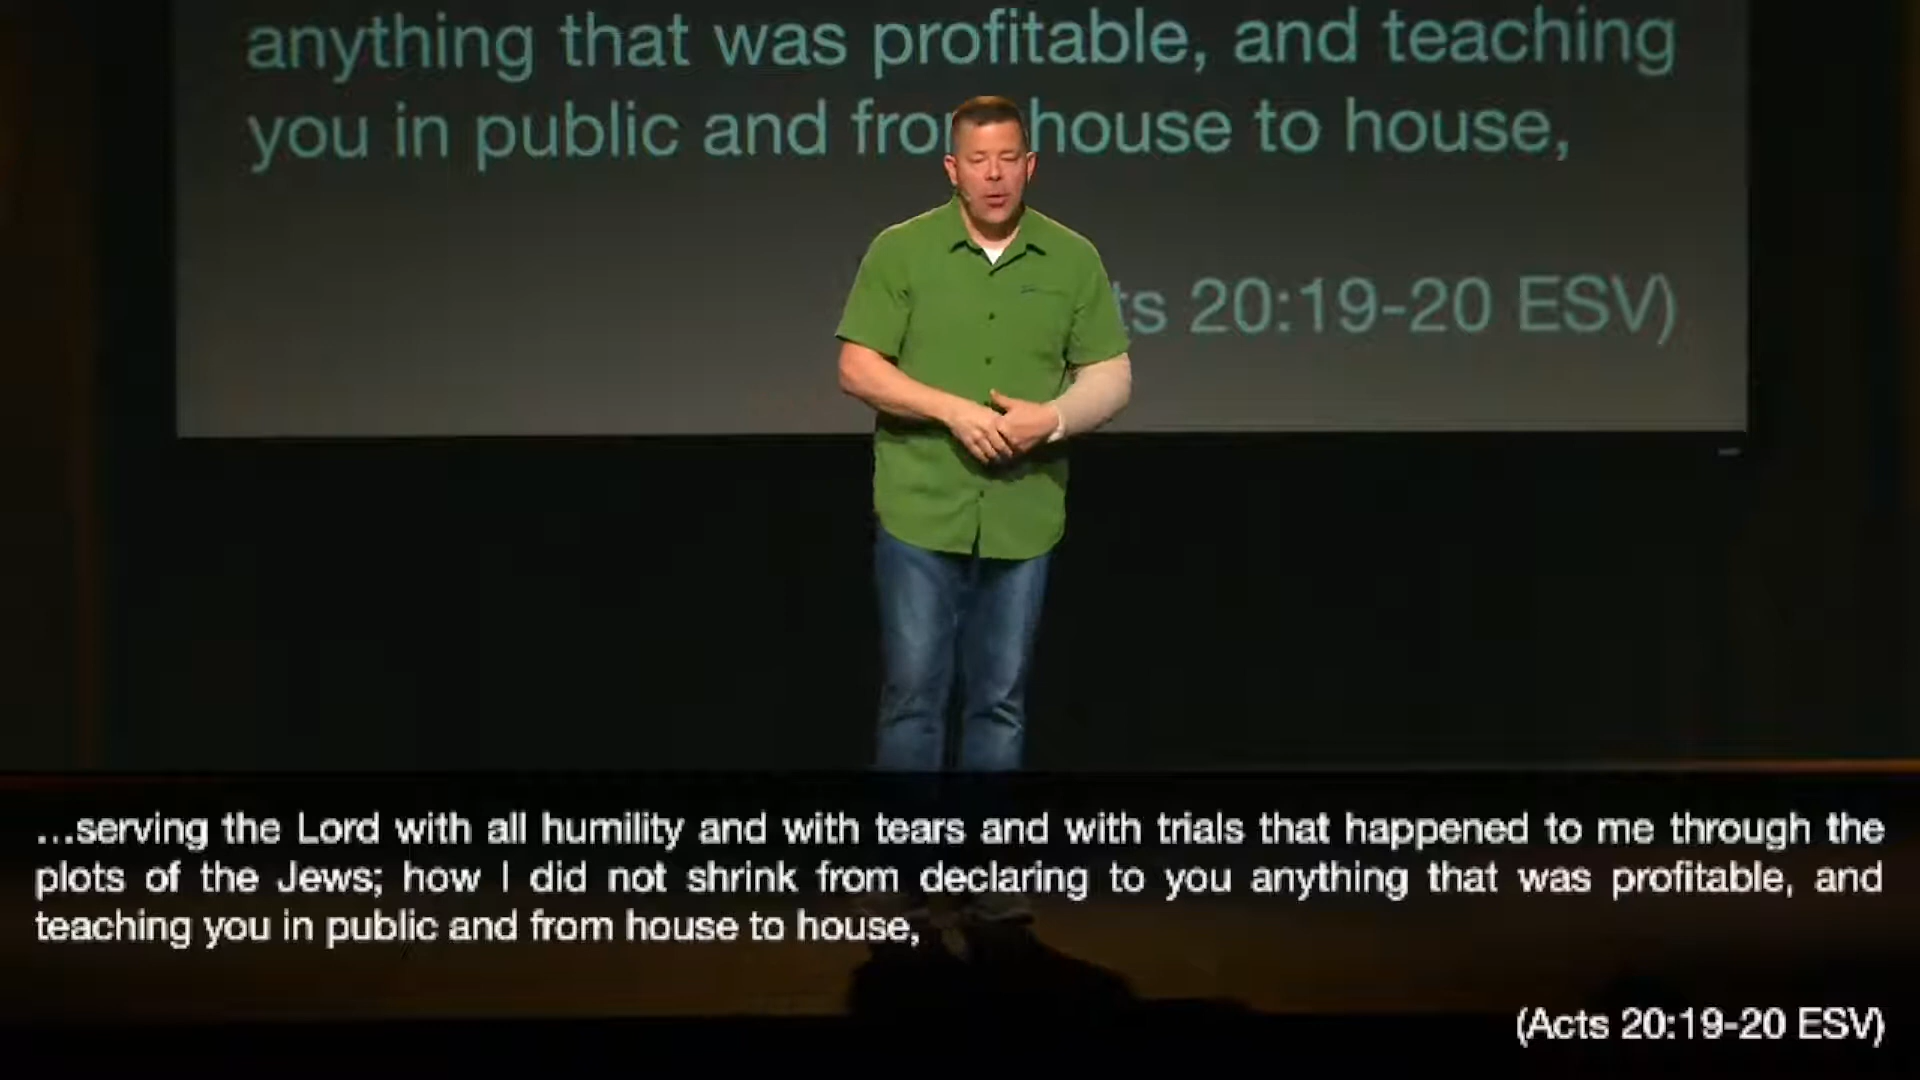 anything that was profitable, and teaching
you in public and from house to house,
ts 20:19-20 ESV)
...serving the Lord with all humility and with tears and with trials that happened to me through the
plots of the Jews; how I did not shrink from declaring to you anything that was profitable, and
teaching you in public and from house to house,
(Acts 20:19-20 ESV)